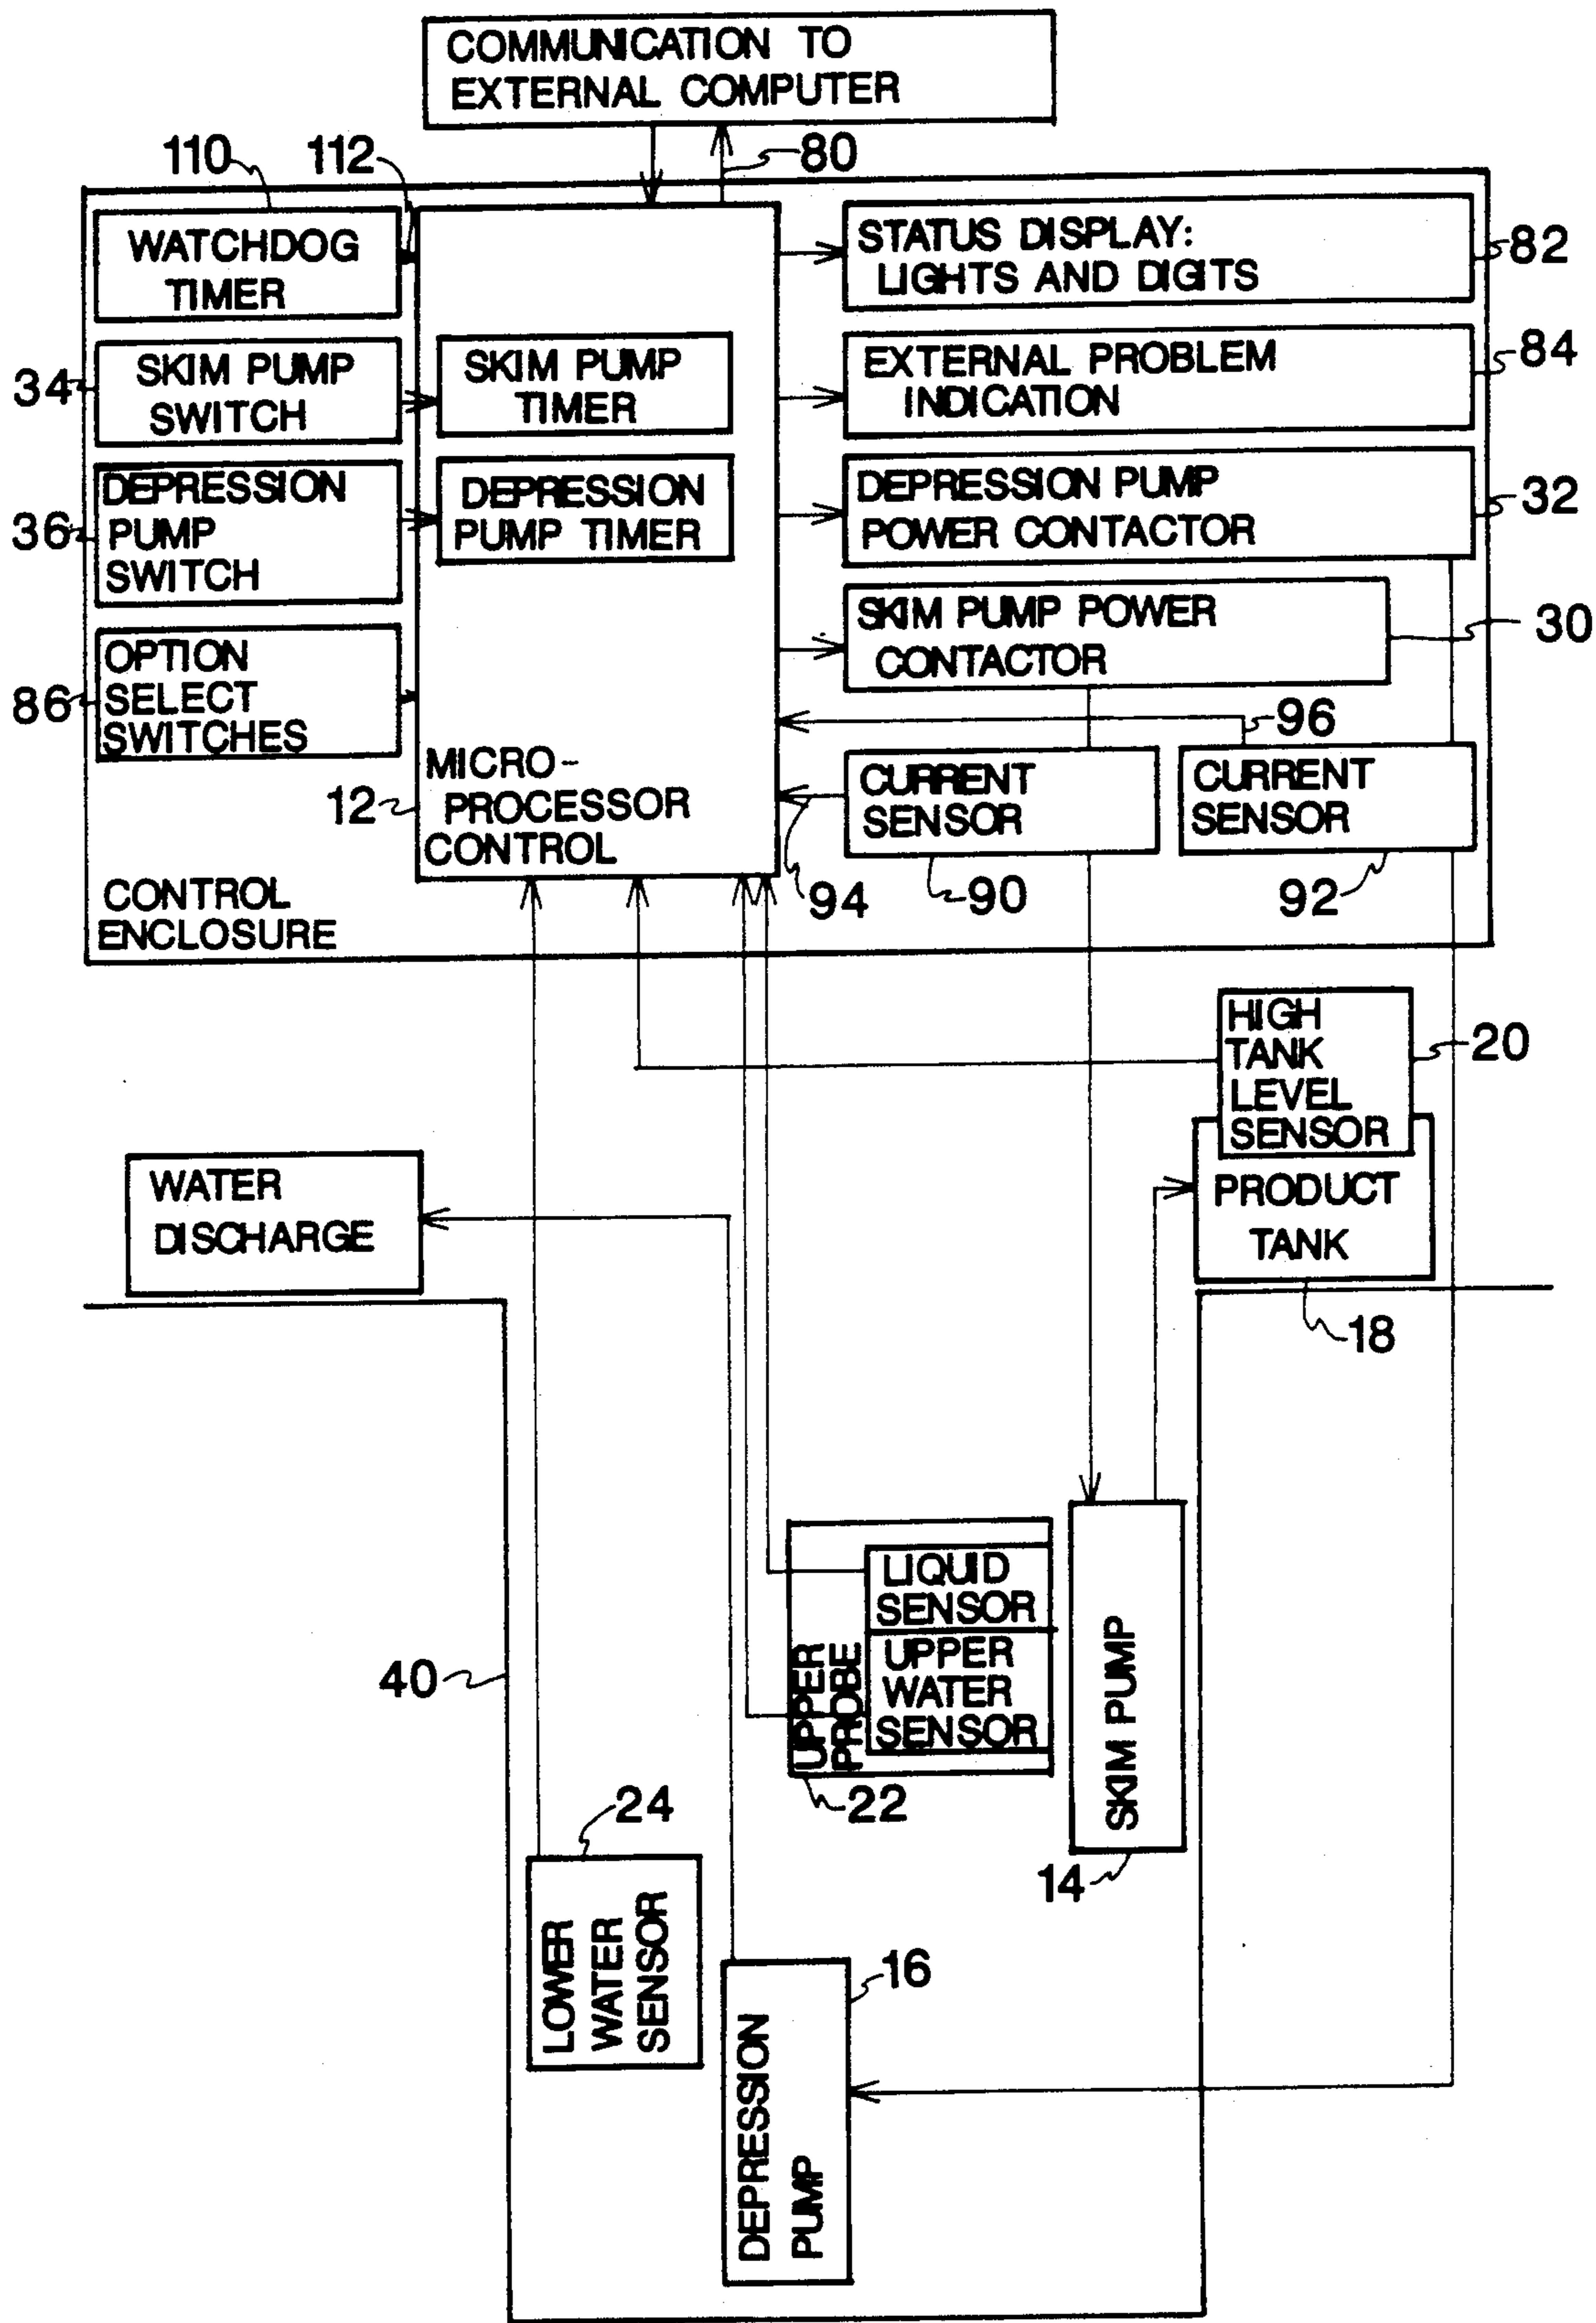 COMMUNICATION TO
EXTERNAL COMPUTER
110
112
80
WATCHDOG
TIMER
STATUS DISPLAY:
LIGHTS AND DIGITS
82
34
SKIM PUMP
SWITCH
SKIM PUMP
TIMER
EXTERNAL PROBLEM
INDICATION
84
36
DEPRESSION
PUMP
SWITCH
DEPRESSION
PUMP TIMER
DEPRESSION PUMP
POWER CONTACTOR
32
86
OPTION
SELECT
SWITCHES
SKIM PUMP POWER
CONTACTOR
30
96
12
MICRO-
PROCESSOR
CONTROL
CURRENT
SENSOR
CURRENT
SENSOR
94
90
92
CONTROL
ENCLOSURE
HIGH
TANK
LEVEL
SENSOR
20
WATER
DISCHARGE
PRODUCT
TANK
18
40
UPPER
PROBE
LIQUID
SENSOR
UPPER
WATER
SENSOR
22
SKIM PUMP
14
24
LOWER
WATER
SENSOR
16
DEPRESSION
PUMP